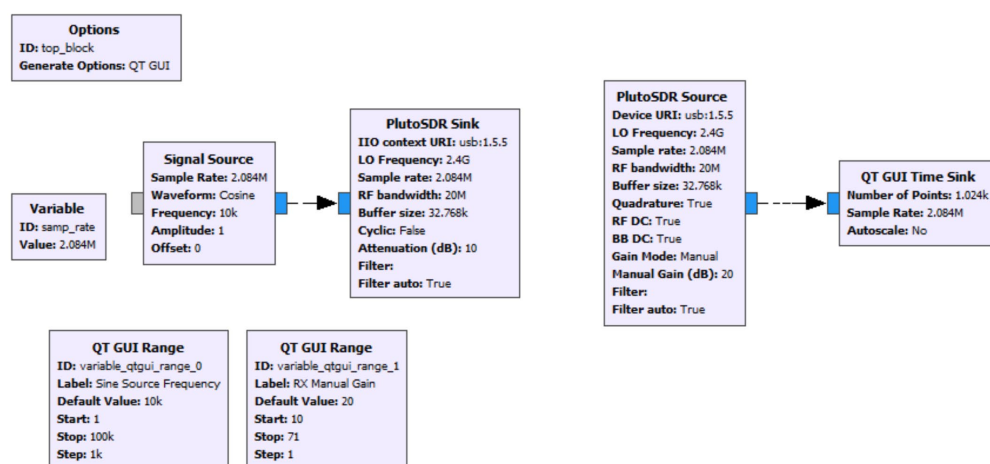 Options
ID: top_block
Generate Options: QT GUI
Variable
ID: samp_rate
Value: 2.084M
Signal Source
Sample Rate: 2.084M
Waveform: Cosine
Frequency: 10k
Amplitude: 1
Offset: 0
PlutoSDR Sink
IIO context URI: usb:1.5.5
LO Frequency: 2.4G
Sample rate: 2.084M
RF bandwidth: 20M
Buffer size: 32.768k
Cyclic: False
Attenuation (dB): 10
Filter:
Filter auto: True
PlutoSDR Source
Device URI: usb:1.5.5
LO Frequency: 2.4G
Sample rate: 2.084M
RF bandwidth: 20M
Buffer size: 32.768k
Quadrature: True
RF DC: True
BB DC: True
Gain Mode: Manual
Manual Gain (dB): 20
Filter:
Filter auto: True
QT GUI Time Sink
Number of Points: 1.024k
Sample Rate: 2.084M
Autoscale: No
QT GUI Range
ID: variable_qtgui_range_0
Label: Sine Source Frequency
Default Value: 10k
Start: 1
Stop: 100k
Step: 1k
QT GUI Range
ID: variable_qtgui_range_1
Label: RX Manual Gain
Default Value: 20
Start: 10
Stop: 71
Step: 1